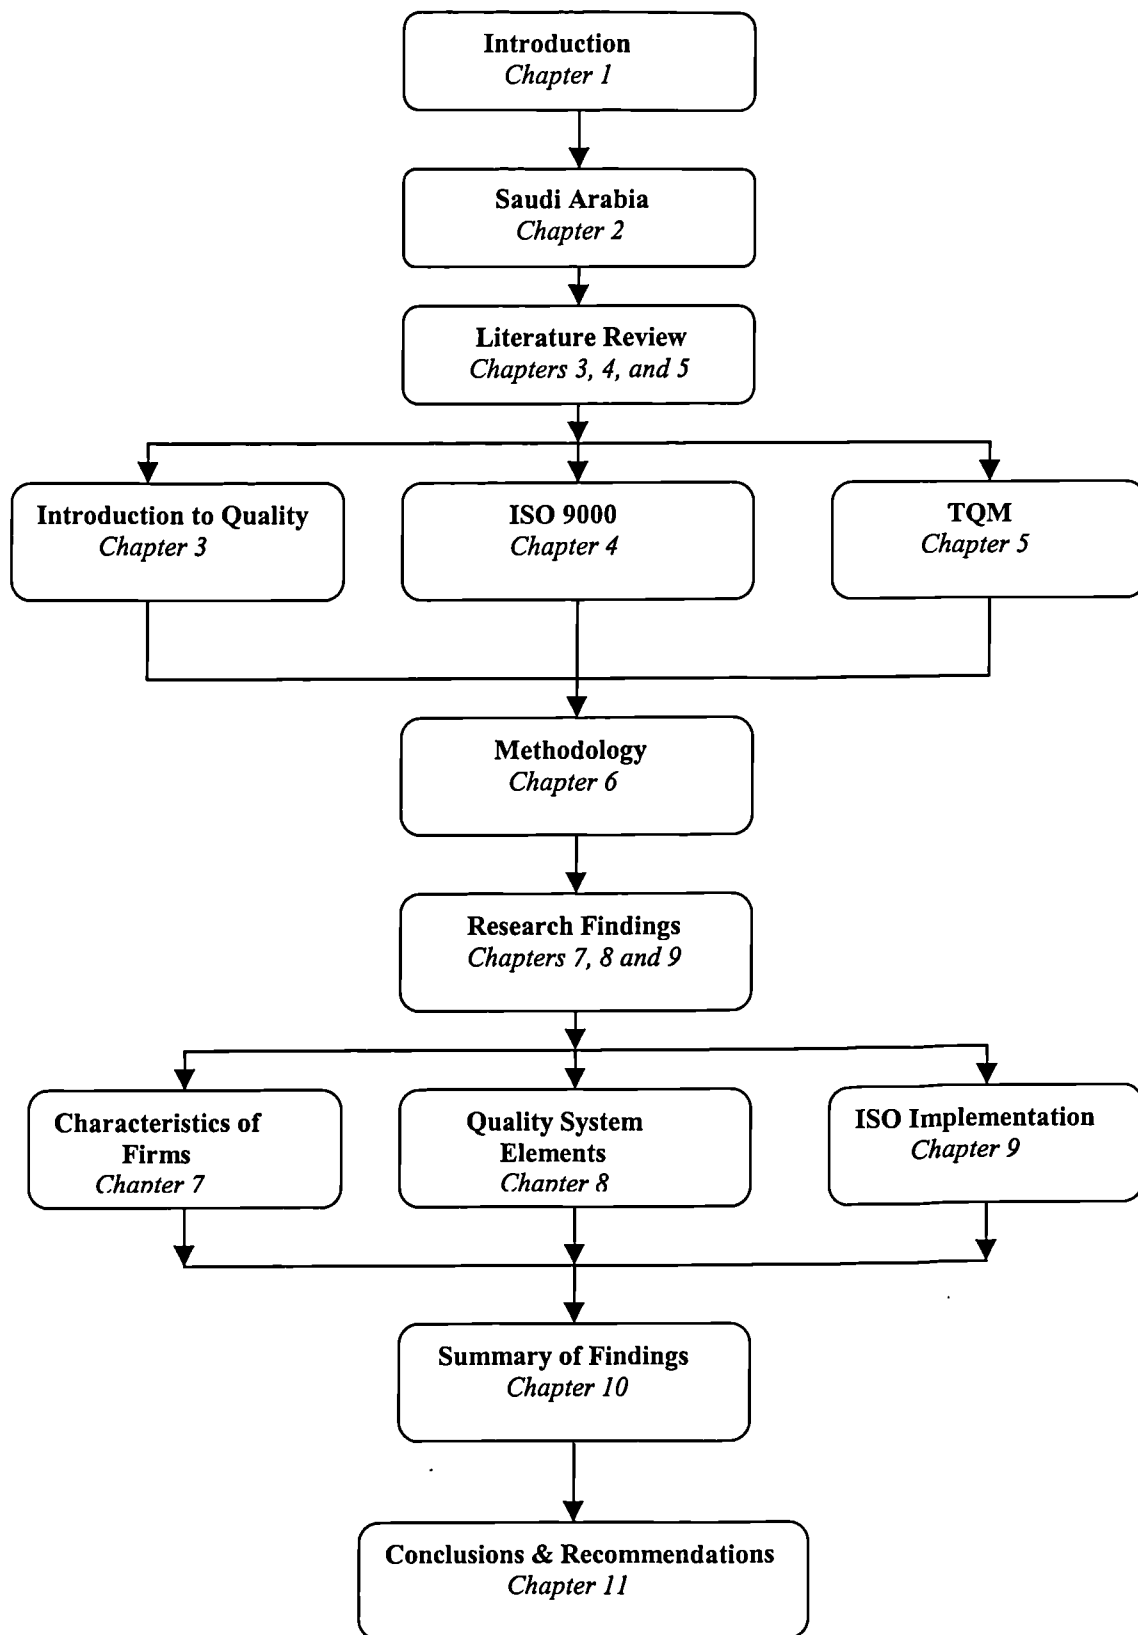 Introduction
Chapter 1
Saudi Arabia
Chapter 2
Literature Review
Chapters 3, 4, and 5
Introduction to Quality
Chapter 3
ISO 9000
Chapter 4
TQM
Chapter 5
Methodology
Chapter 6
Research Findings
Chapters 7, 8 and 9
Characteristics of
Firms
Chapter 7
Quality System
Elements
Chapter 8
ISO Implementation
Chapter 9
Summary of Findings
Chapter 10
Conclusions & Recommendations
Chapter 11